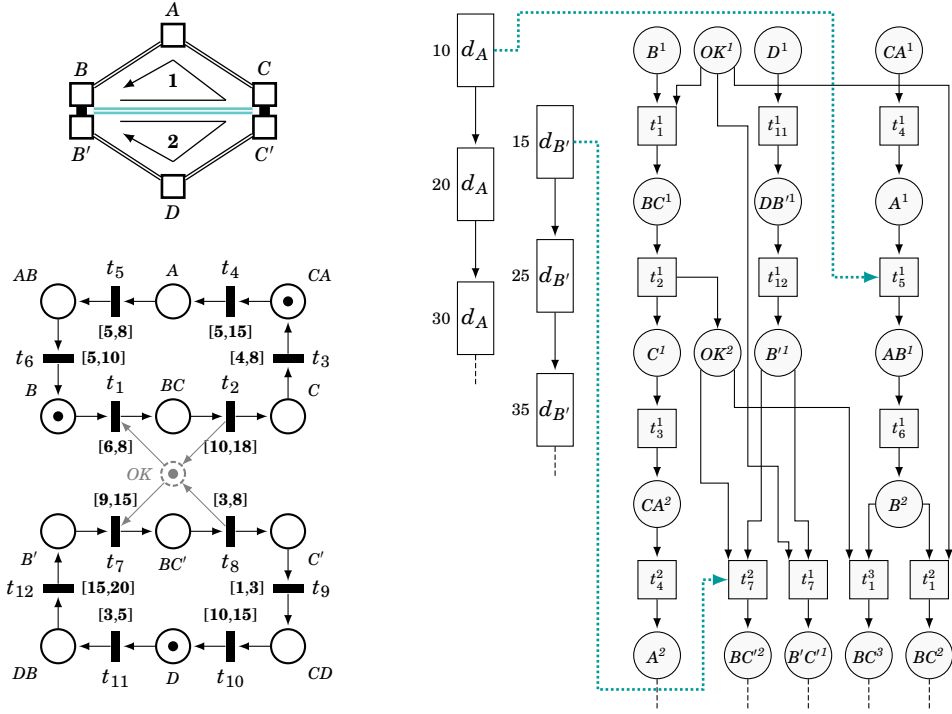 A
B
C
1
2
B′
C′
D
AB
t5
A
t4
CA
[5,8]
[5,15]
t6
[5,10]
[4,8]
t3
B
t1
BC
t2
C
[6,8]
[10,18]
OK
[9,15]
[3,8]
B′
t7
BC′
t8
C′
t12
[15,20]
[1,3]
t9
[3,5]
[10,15]
DB
t11
D
t10
CD
10
dA
20
dA
30
dA
15
dB′
25
dB′
35
dB′
B¹
OK¹
D¹
CA¹
t₁¹
t₁₁¹
t₄¹
BC¹
DB′¹
A¹
t₂¹
t₁₂¹
t₅¹
C¹
OK²
B′¹
AB¹
t₃¹
t₆¹
CA²
B²
t₄²
t₇²
t₇¹
t₁³
t₁¹
A²
BC′²
B′C′¹
BC³
BC²